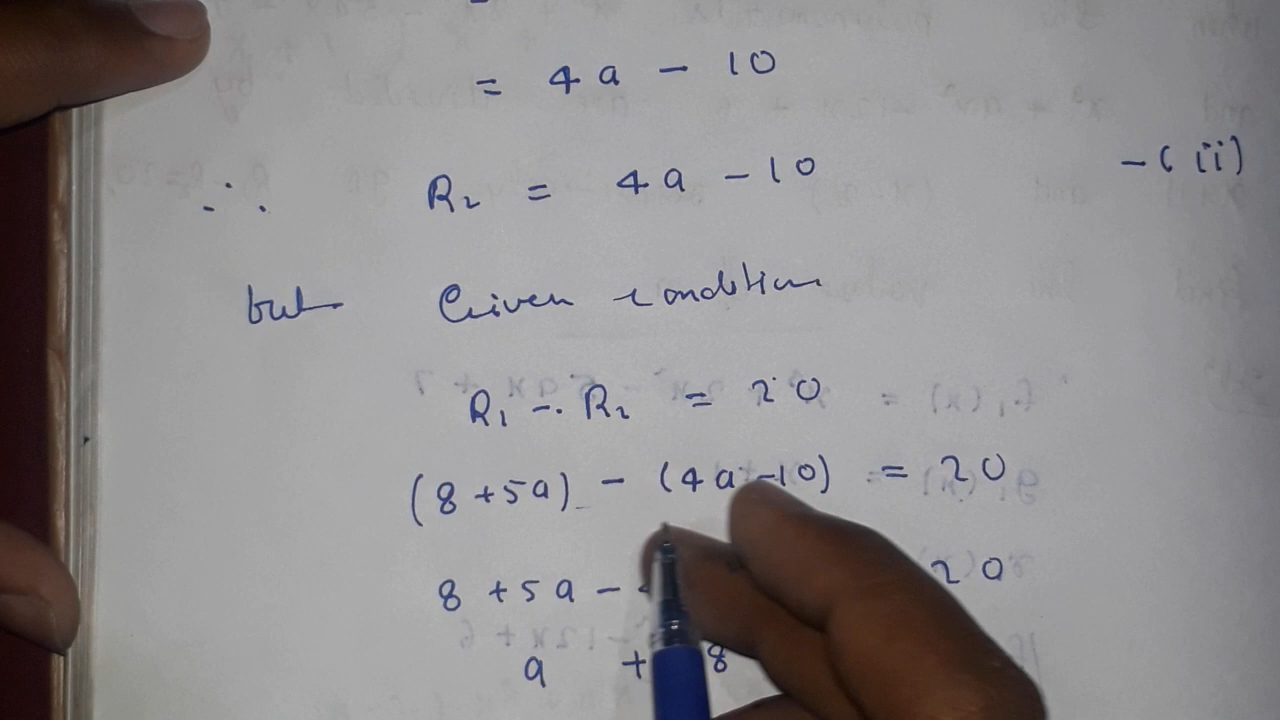 = 4a - 10
∴ R₂ = 4a - 10 - (ii)
but Given condition
R₁ - R₂ = 20
(8 + 5a) - (4a - 10) = 20
8 + 5a - 20
a + 8